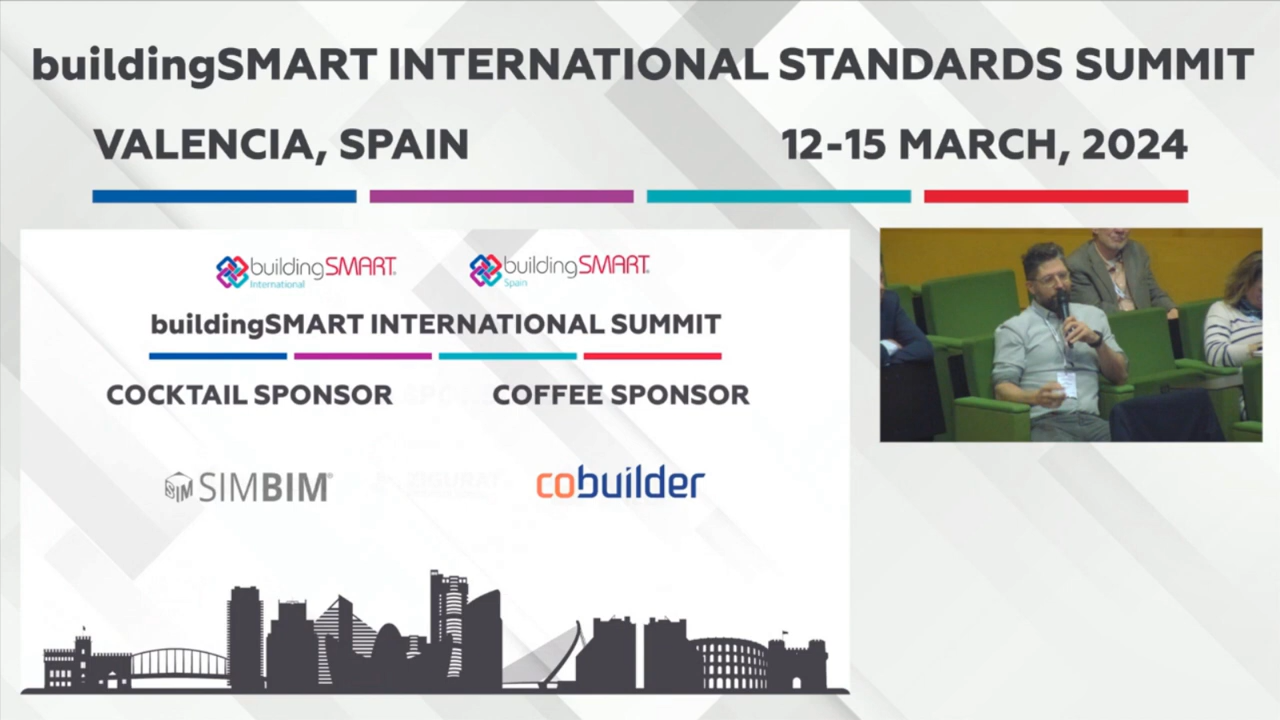 buildingSMART INTERNATIONAL STANDARDS SUMMIT
VALENCIA, SPAIN
12-15 MARCH, 2024
buildingSMART
International
buildingSMART
Spain
buildingSMART INTERNATIONAL SUMMIT
COCKTAIL SPONSOR
COFFEE SPONSOR
SIM SIMBIM®
cobuilder